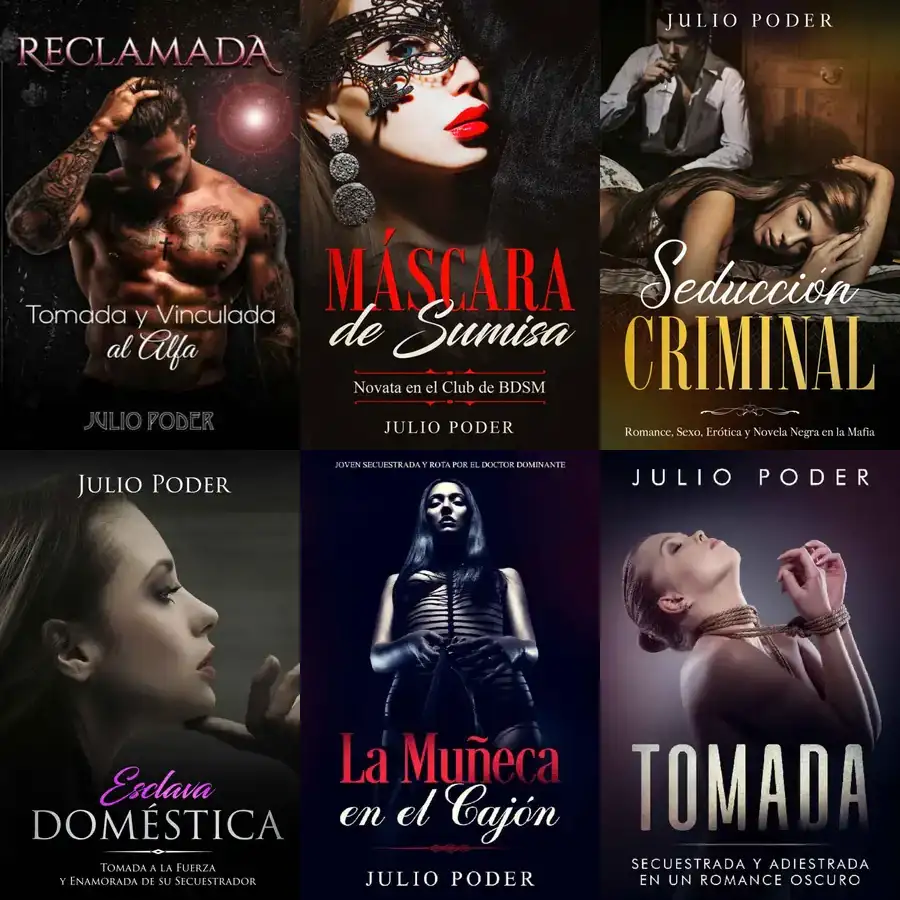 RECLAMADA
Tomada y Vinculada
al Alfa
JULIO PODER
MÁSCARA
de Sumisa
Novata en el Club de BDSM
JULIO PODER
JULIO PODER
Seducción
CRIMINAL
Romance, Sexo, Erótica y Novela Negra en la Mafia
JULIO PODER
Esclava
DOMÉSTICA
TOMADA A LA FUERZA
Y ENAMORADA DE SU SECUESTRADOR
JOVEN SECUESTRADA Y ROTA POR EL DOCTOR DOMINANTE
La Muñeca
en el Cajón
JULIO PODER
JULIO PODER
TOMADA
SECUESTRADA Y ADIESTRADA
EN UN ROMANCE OSCURO